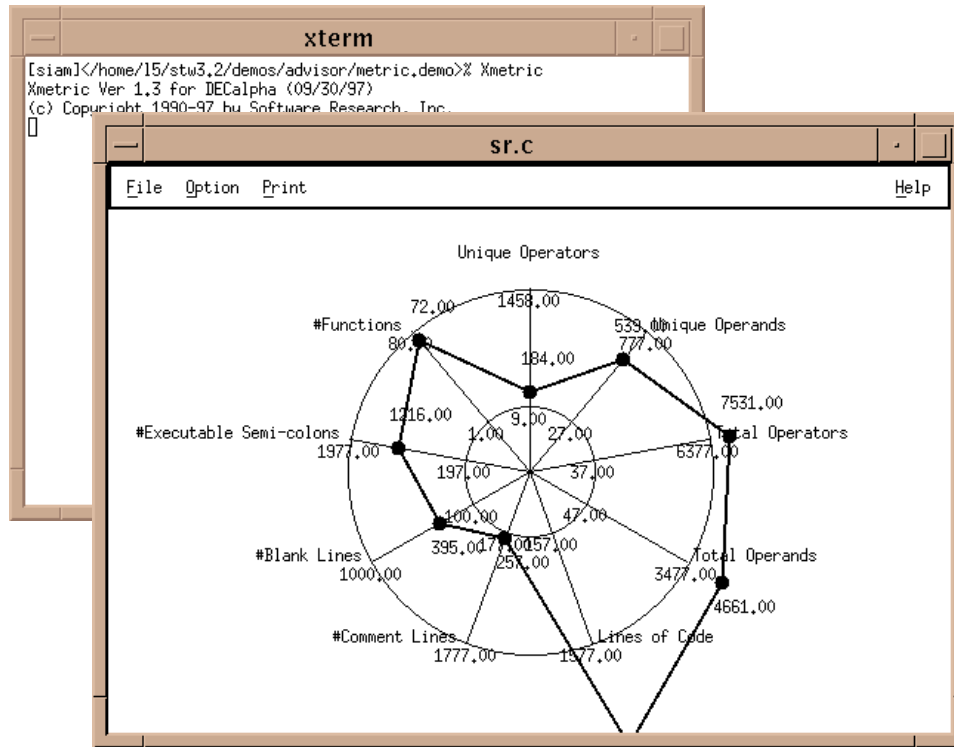 xterm
[siam]</home/l5/stw3.2/demos/advisor/metric.demo>% Xmetric
Xmetric Ver 1.3 for DECalpha (09/30/97)
(c) Copyright 1990-97 by Software Research, Inc.
sr.c
File Option Print Help
Unique Operators
1458.00
72.00
#Functions
80.00
539.00
Unique Operands
777.00
184.00
7531.00
1216.00
9.00
1.00
27.00
#Executable Semi-colons
Total Operators
1977.00
6377.00
197.00
37.00
100.00
47.00
395.00
177.00
157.00
#Blank Lines
Total Operands
257.00
1000.00
3477.00
4661.00
#Comment Lines
Lines of Code
1777.00
1577.00